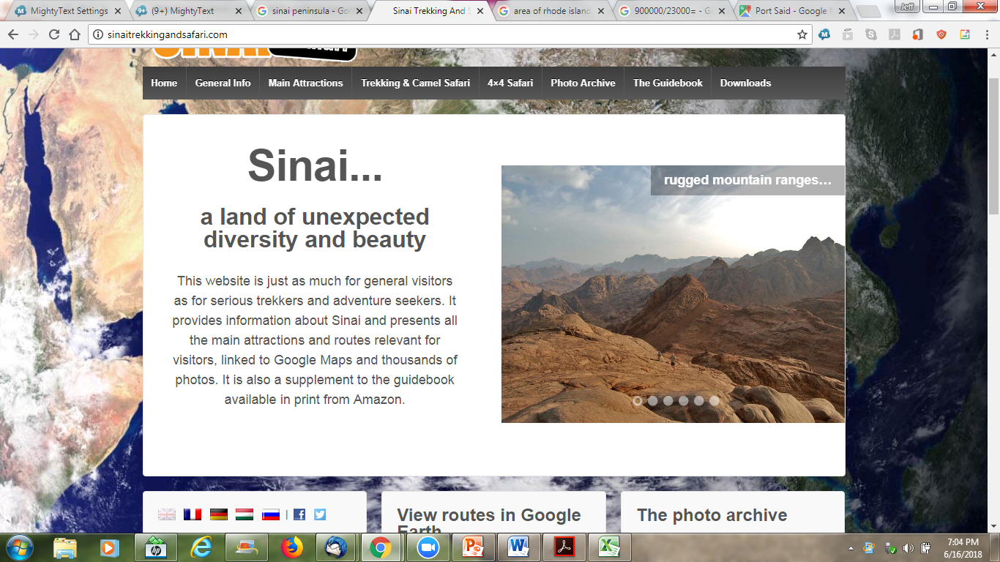 MightyText Settings
(9+) MightyText
sinai peninsula - Go
Sinai Trekking And S
area of rhode island
900000/23000= - G
Port Said - Google
Jeff
sinaitrekkingandsafari.com
Home
General Info
Main Attractions
Trekking & Camel Safari
4×4 Safari
Photo Archive
The Guidebook
Downloads
Sinai...
a land of unexpected
diversity and beauty
This website is just as much for general visitors
as for serious trekkers and adventure seekers. It
provides information about Sinai and presents all
the main attractions and routes relevant for
visitors, linked to Google Maps and thousands of
photos. It is also a supplement to the guidebook
available in print from Amazon.
rugged mountain ranges...
View routes in Google
Earth
The photo archive
7:04 PM
6/16/2018